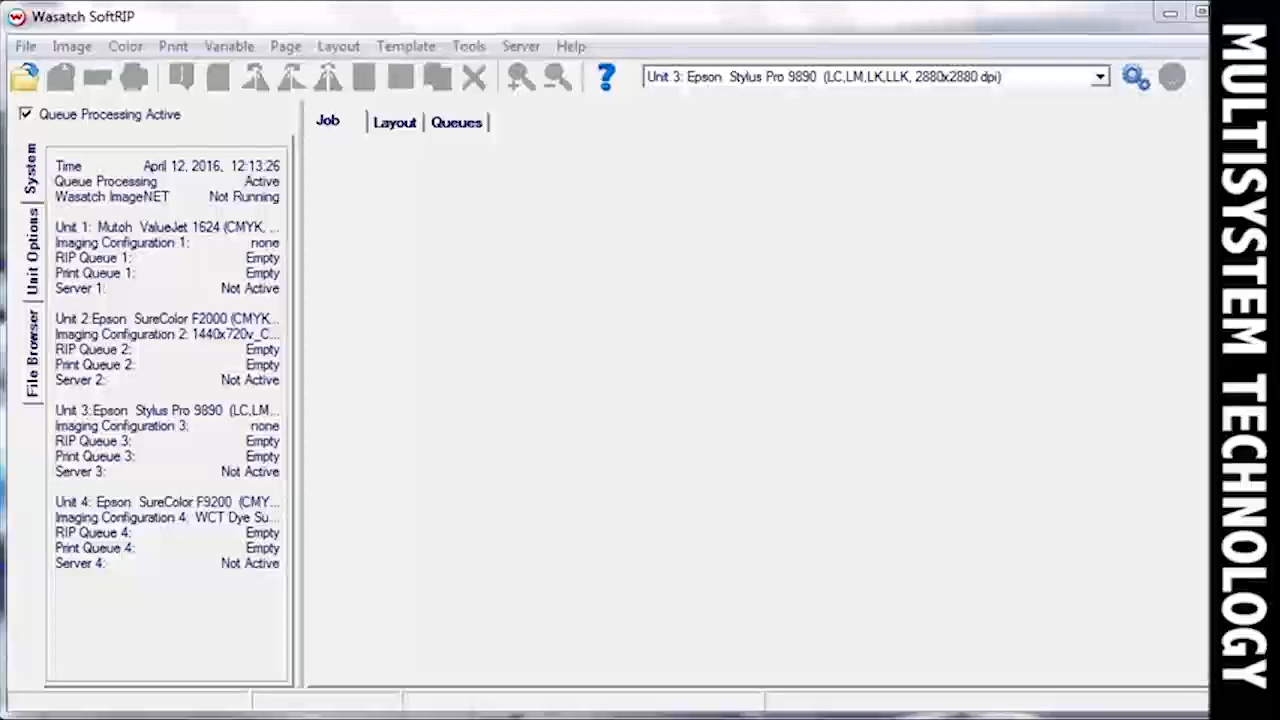 Wasatch SoftRIP
File Image Color Print Variable Page Layout Template Tools Server Help
Unit 3: Epson Stylus Pro 9890 (LC,LM,LK,LLK, 2880x2880 dpi)
Queue Processing Active
Job Layout Queues
System
Unit Options
File Browser
Time April 12, 2016, 12:13:26
Queue Processing Active
Wasatch ImageNET Not Running
Unit 1: Mutoh ValueJet 1624 (CMYK, ...
Imaging Configuration 1: none
RIP Queue 1: Empty
Print Queue 1: Empty
Server 1: Not Active
Unit 2:Epson SureColor F2000 (CMYK...
Imaging Configuration 2: 1440x720v_C...
RIP Queue 2: Empty
Print Queue 2: Empty
Server 2: Not Active
Unit 3:Epson Stylus Pro 9890 (LC,LM...
Imaging Configuration 3: none
RIP Queue 3: Empty
Print Queue 3: Empty
Server 3: Not Active
Unit 4: Epson SureColor F9200 (CMY...
Imaging Configuration 4: WCT Dye Su...
RIP Queue 4: Empty
Print Queue 4: Empty
Server 4: Not Active
MULTISYSTEM TECHNOLOGY